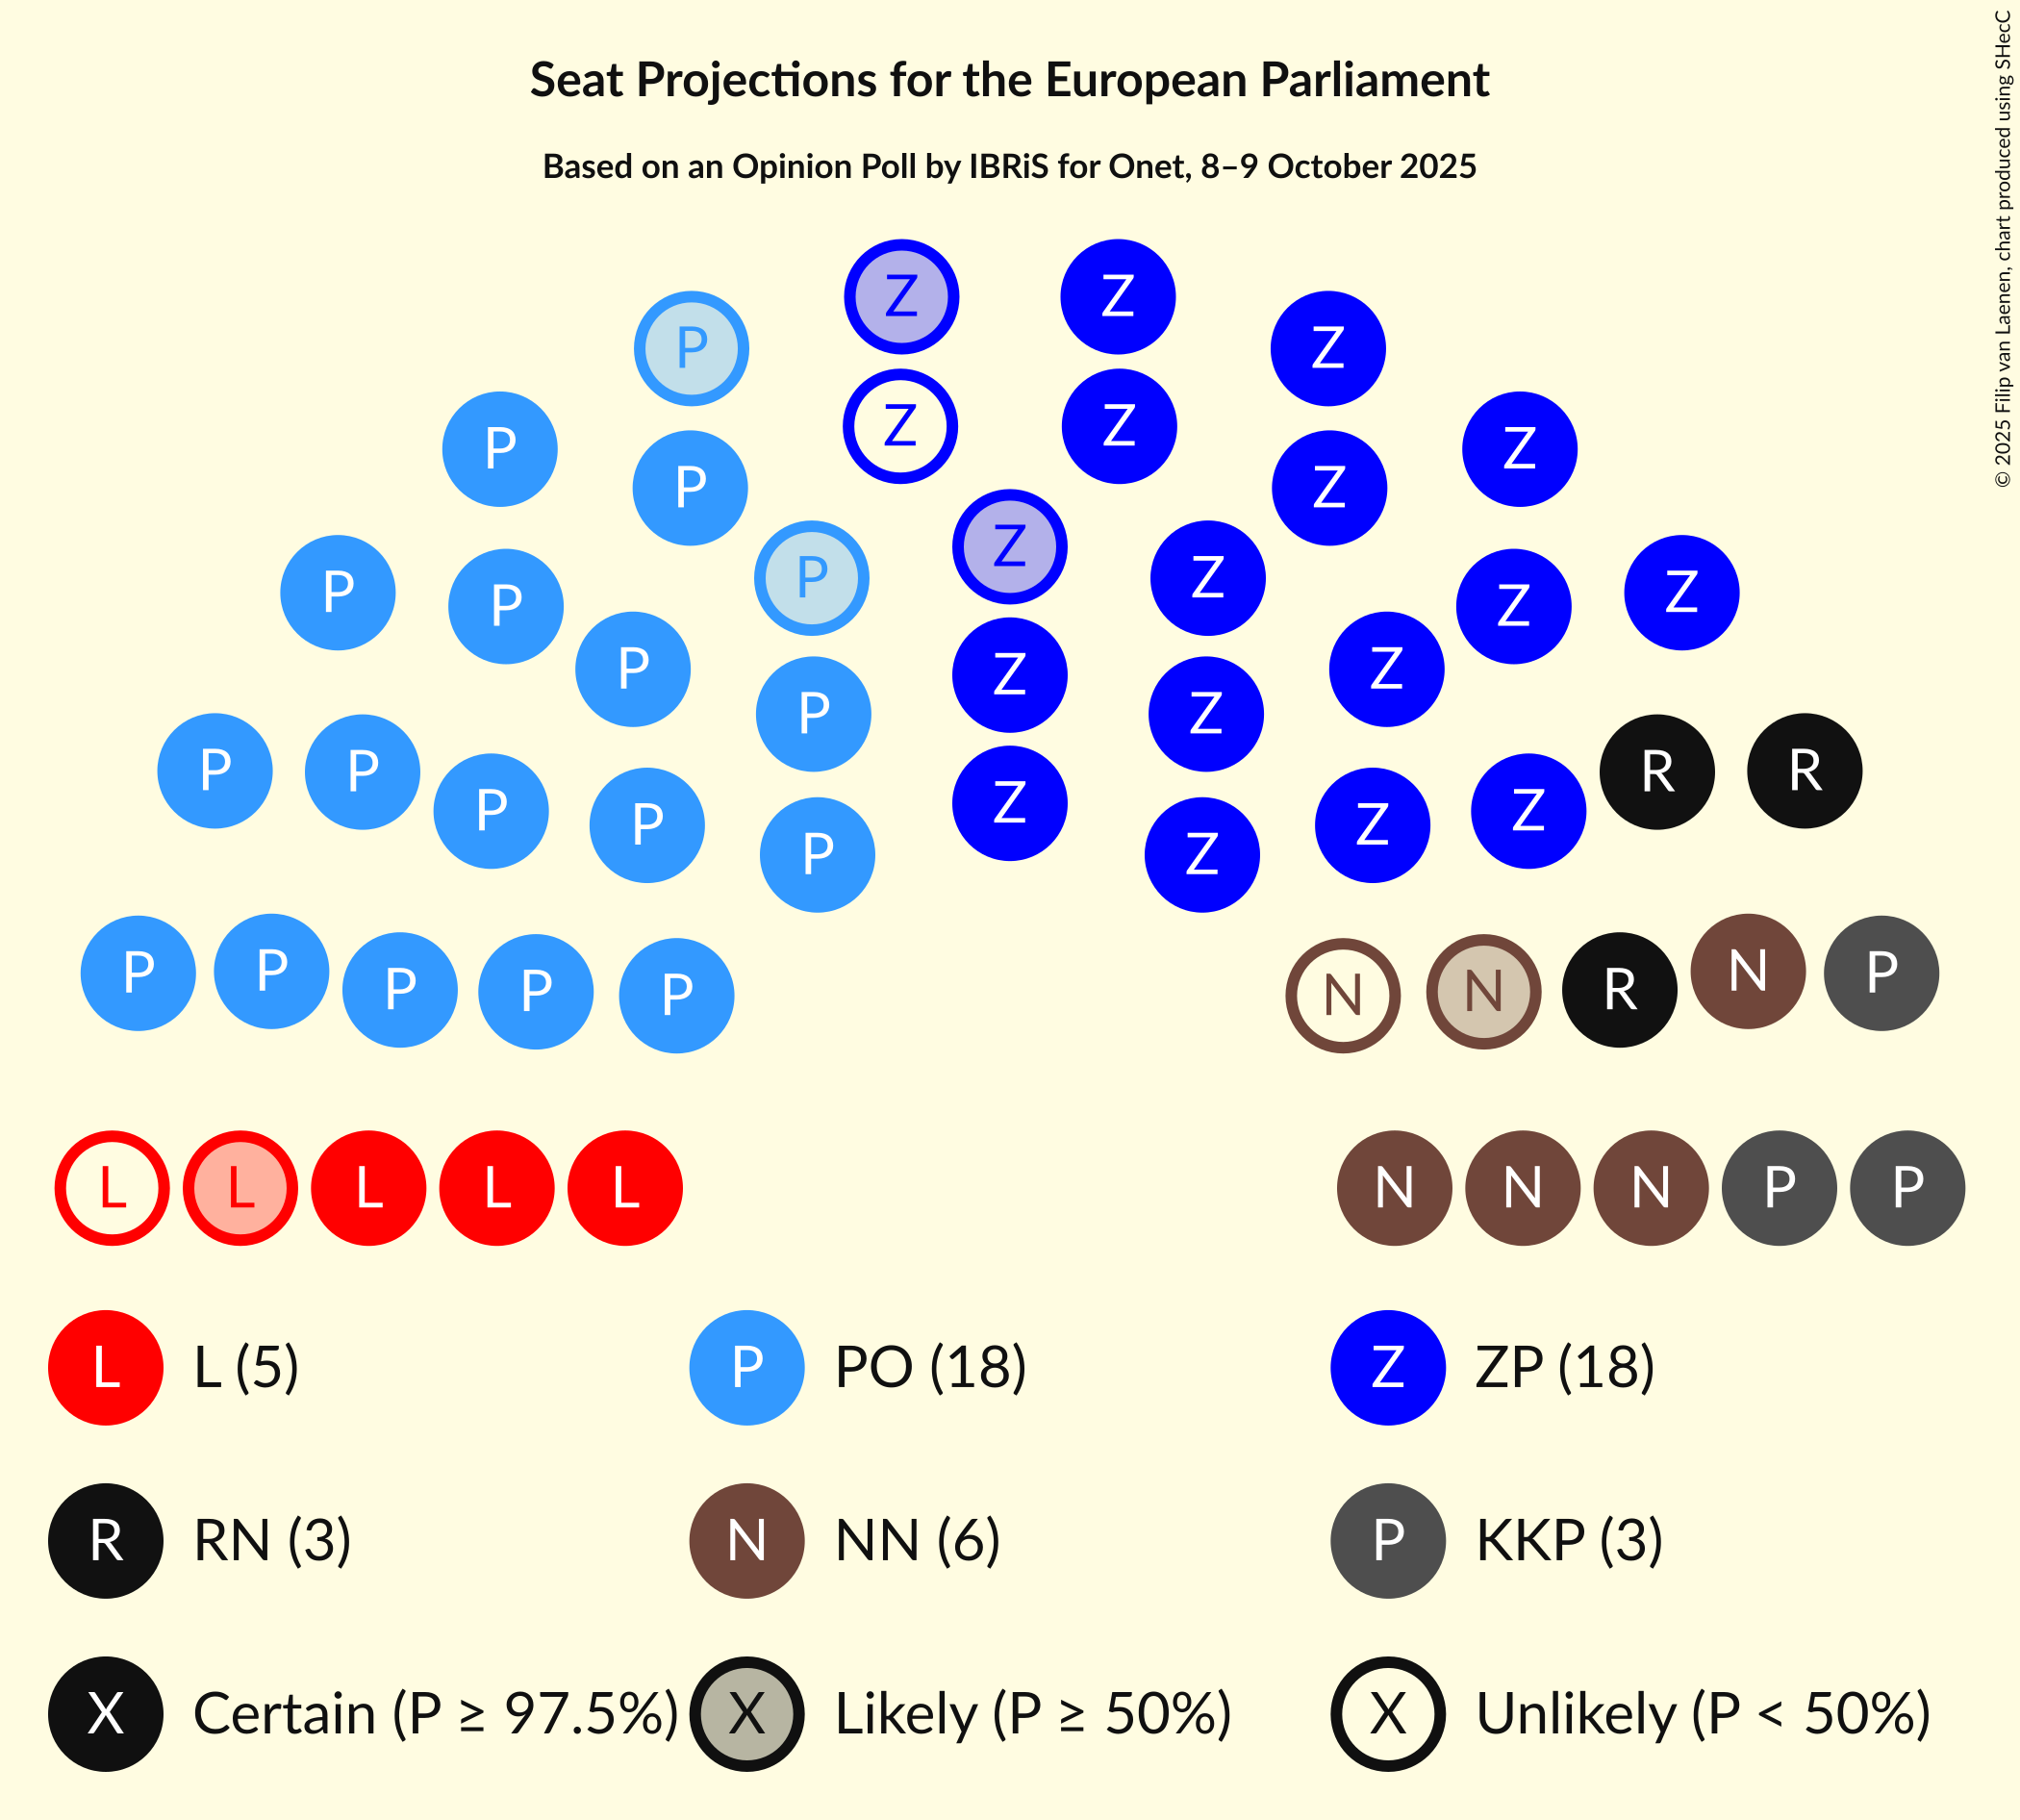 Seat Projections for the European Parliament
Based on an Opinion Poll by IBRiS for Onet, 8–9 October 2025
© 2025 Filip van Laenen, chart produced using SHecC
Z Z
P Z
Z Z
P Z
P Z
Z
P Z
P Z
P Z
P Z
Z
P Z
P Z
P P R R
P Z
P Z
P Z
P P P P P N N R N P
L L L L L N N N P P
L L (5) P PO (18) Z ZP (18)
R RN (3) N NN (6) P KKP (3)
X Certain (P ≥ 97.5%) X Likely (P ≥ 50%) X Unlikely (P < 50%)